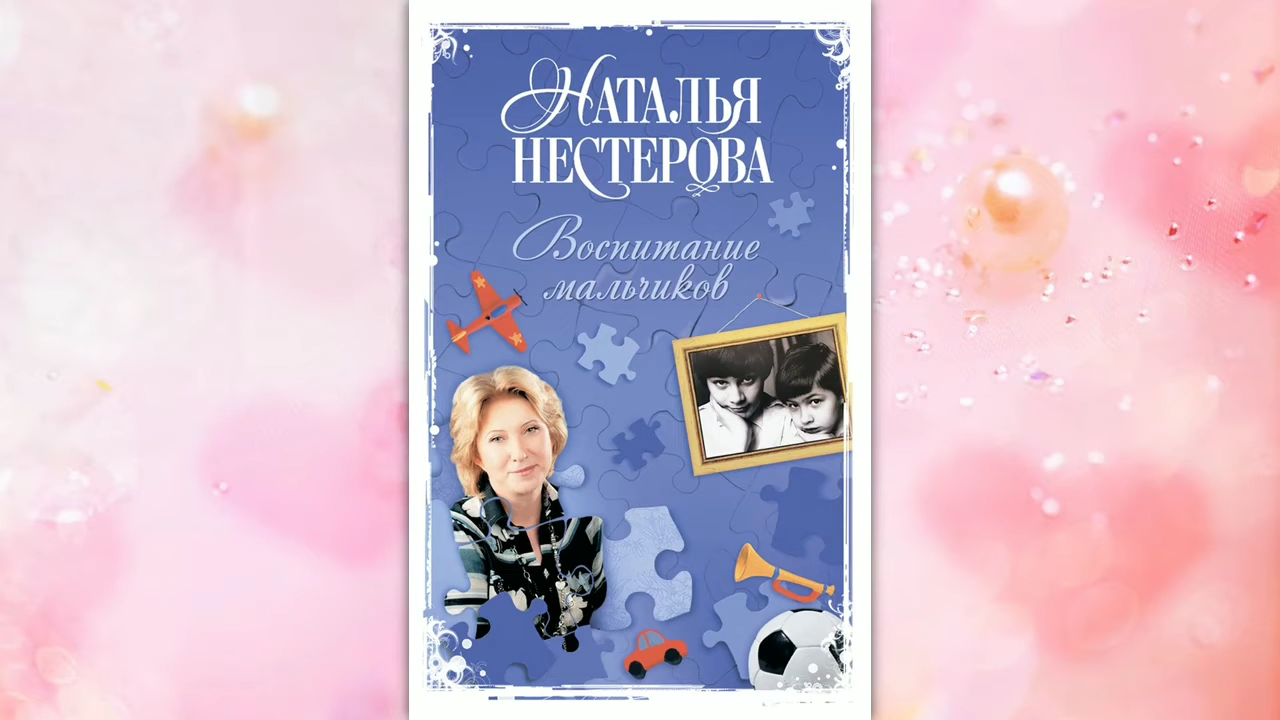 Наталья
Нестерова
Воспитание
мальчиков